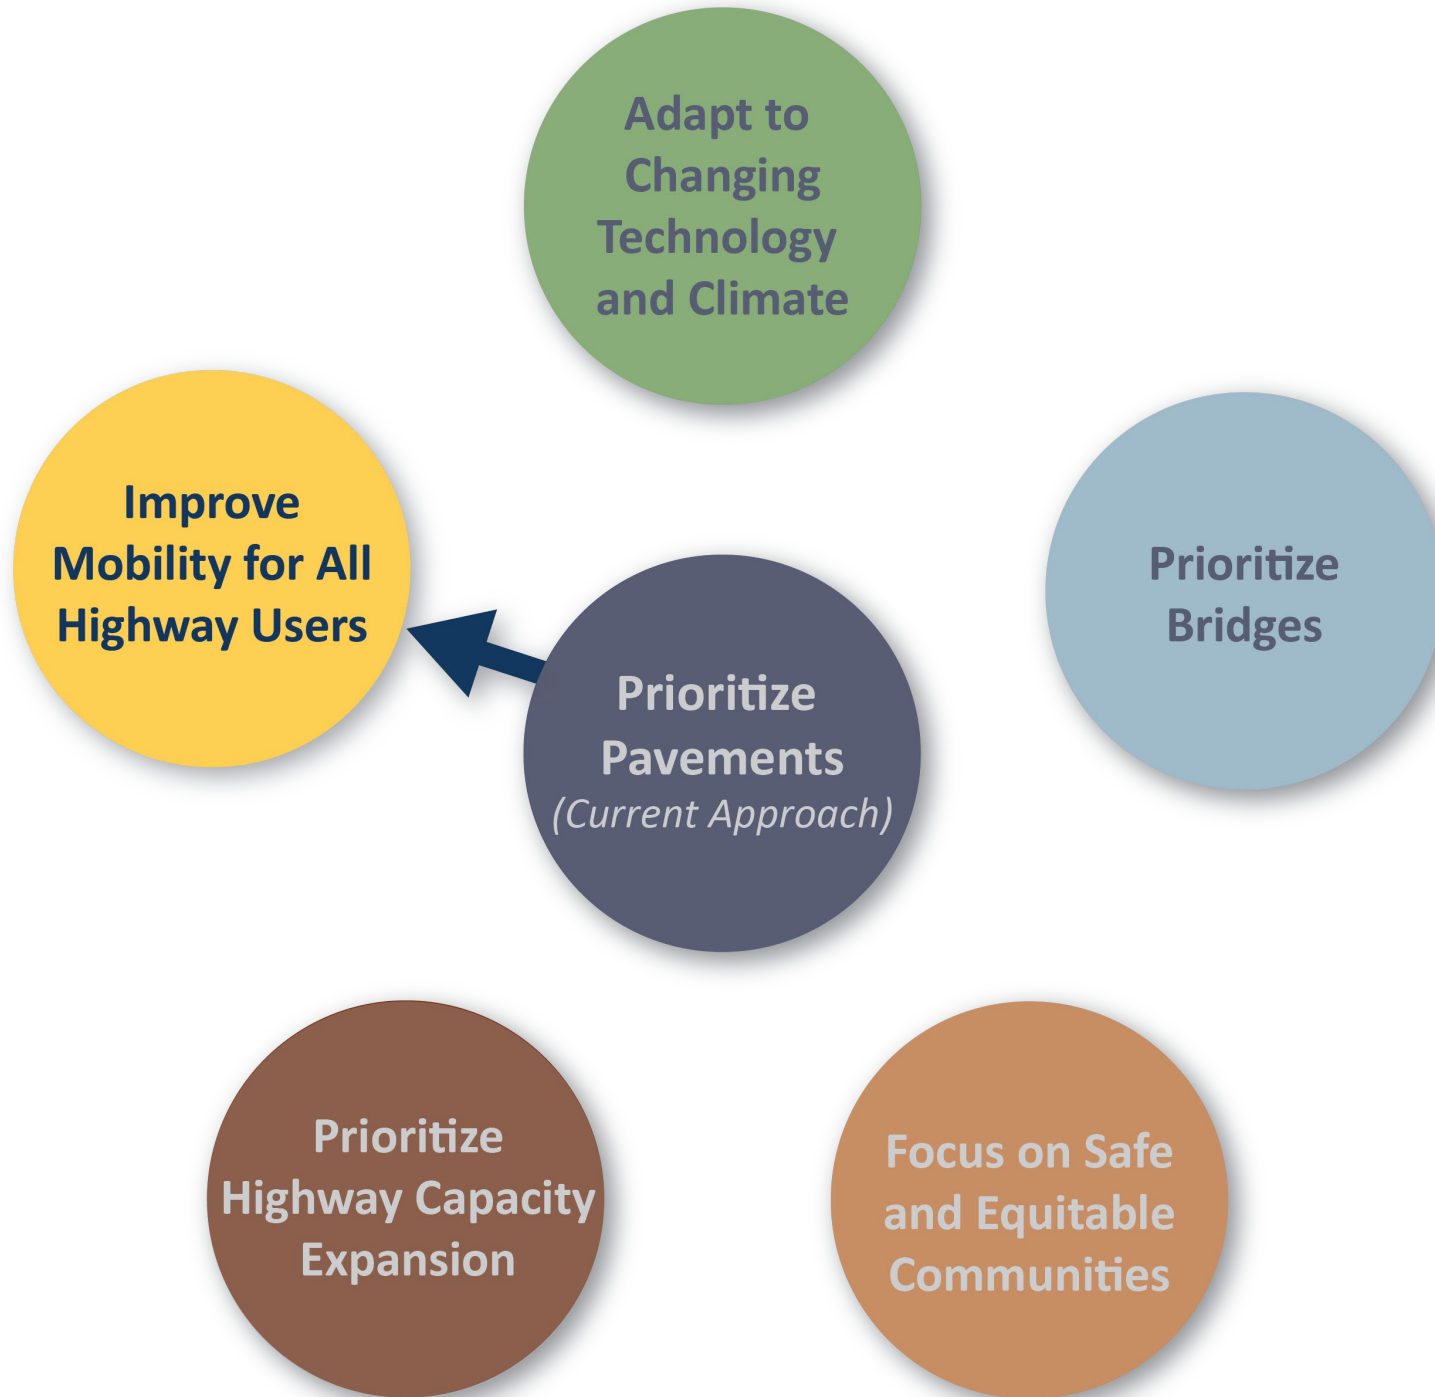 Adapt to
Changing
Technology
and Climate
Improve
Mobility for All
Highway Users
Prioritize
Bridges
Prioritize
Pavements
(Current Approach)
Prioritize
Highway Capacity
Expansion
Focus on Safe
and Equitable
Communities